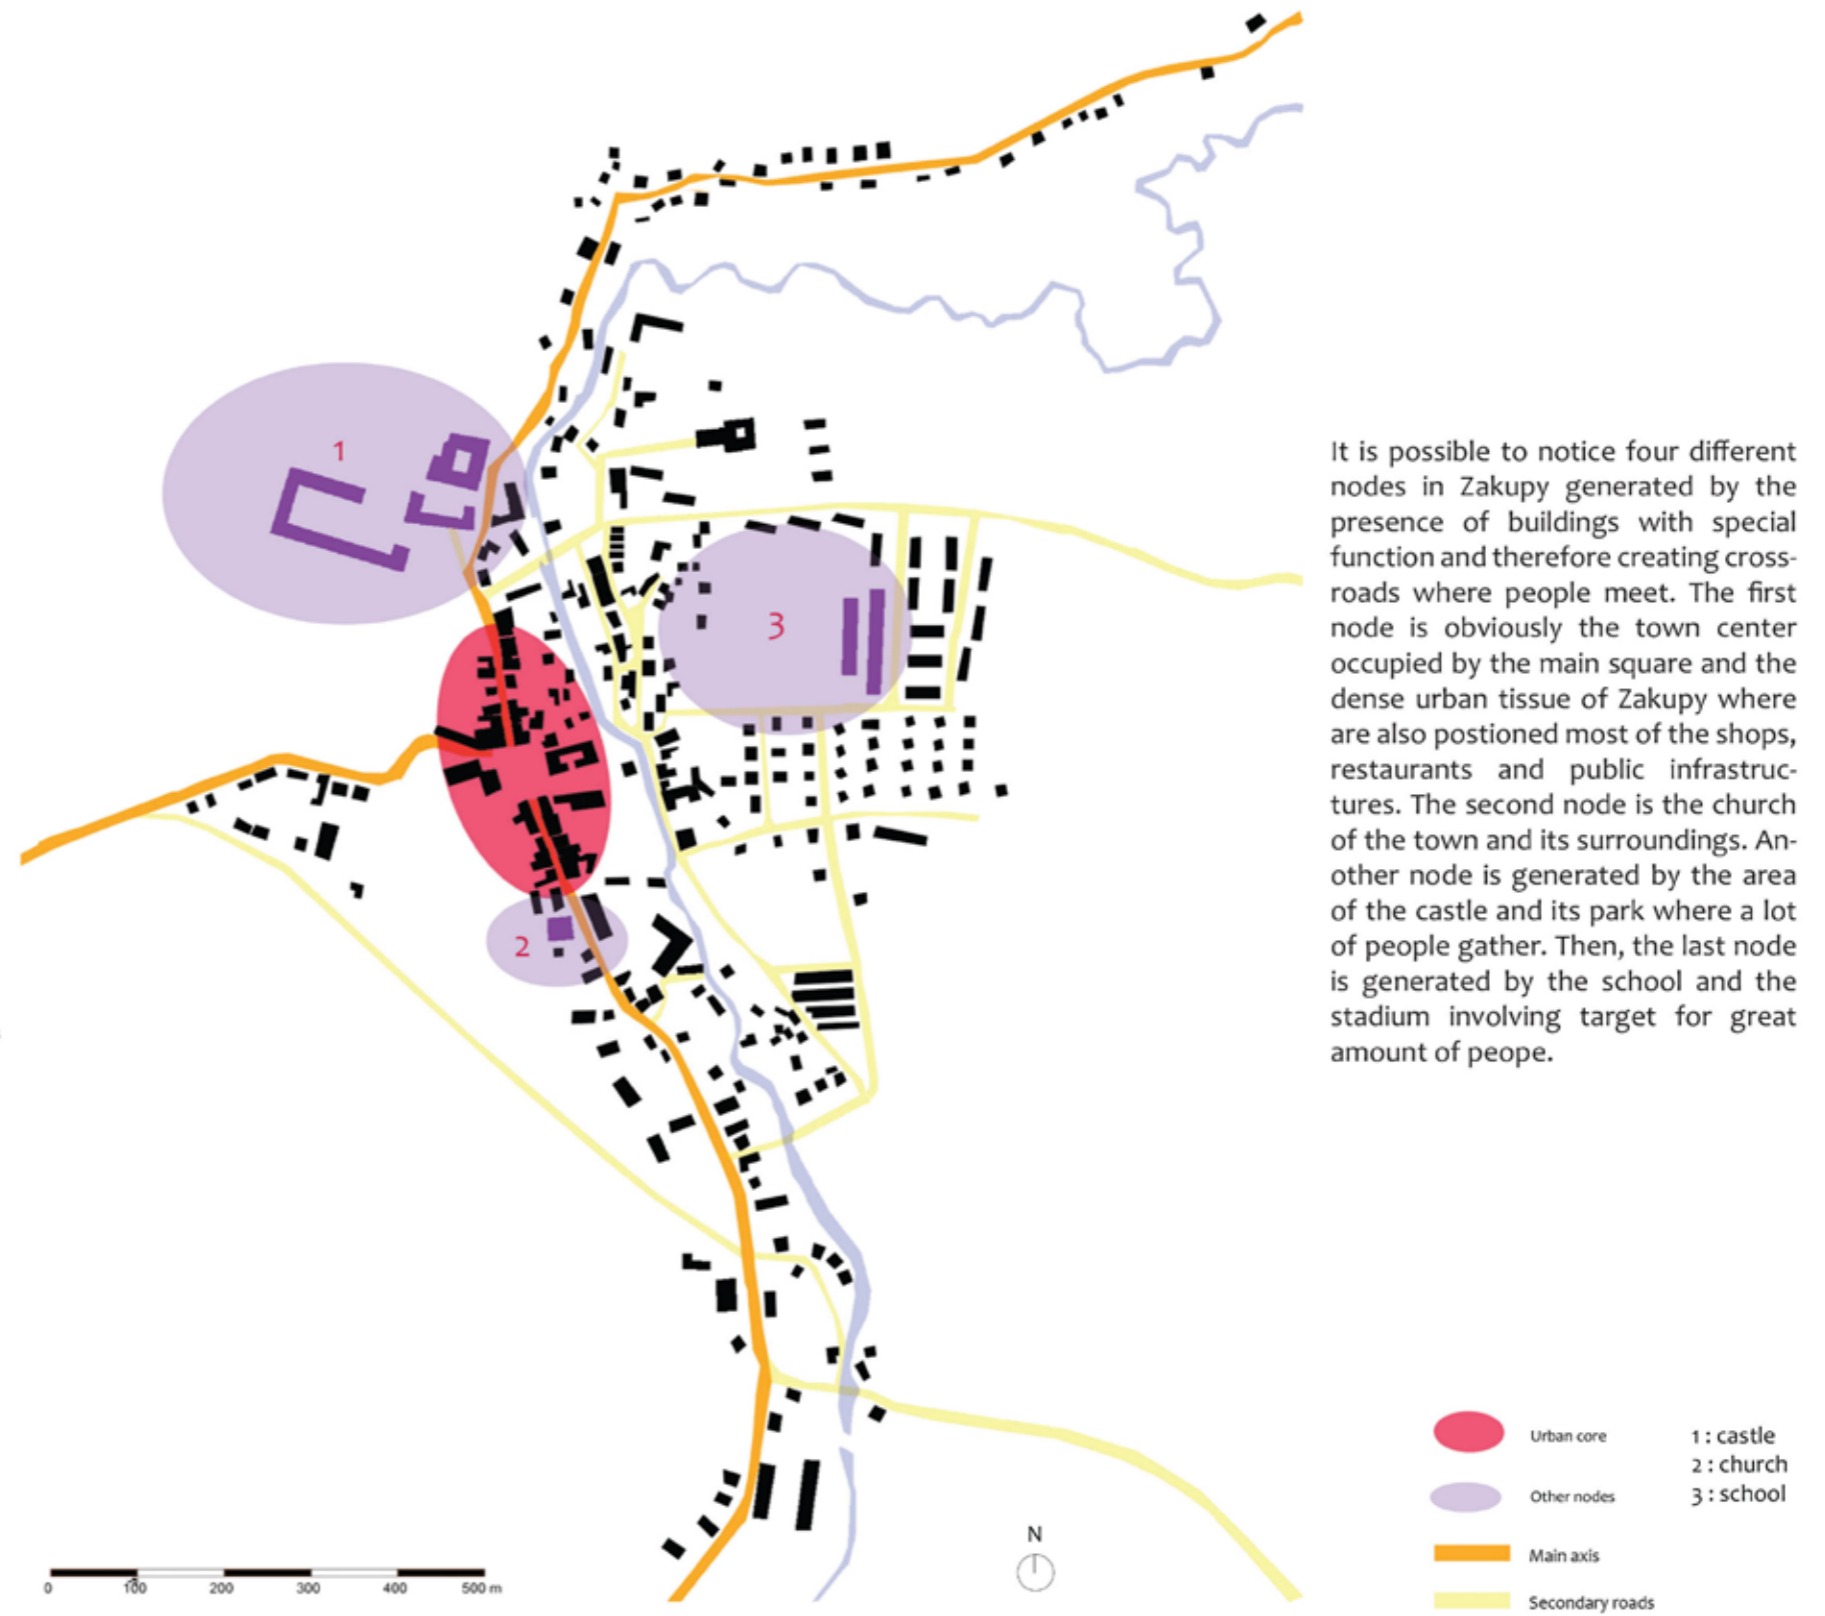 1
3
2
It is possible to notice four different
nodes in Zakupy generated by the
presence of buildings with special
function and therefore creating cross-
roads where people meet. The first
node is obviously the town center
occupied by the main square and the
dense urban tissue of Zakupy where
are also postioned most of the shops,
restaurants and public infrastruc-
tures. The second node is the church
of the town and its surroundings. An-
other node is generated by the area
of the castle and its park where a lot
of people gather. Then, the last node
is generated by the school and the
stadium involving target for great
amount of peope.
Urban core
Other nodes
Main axis
Secondary roads
1 : castle
2 : church
3 : school
N
0 100 200 300 400 500 m